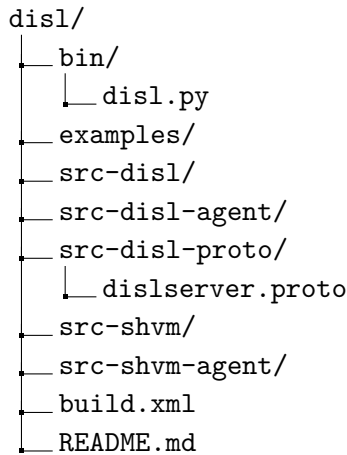 disl/
bin/
disl.py
examples/
src-disl/
src-disl-agent/
src-disl-proto/
dislserver.proto
src-shvm/
src-shvm-agent/
build.xml
README.md